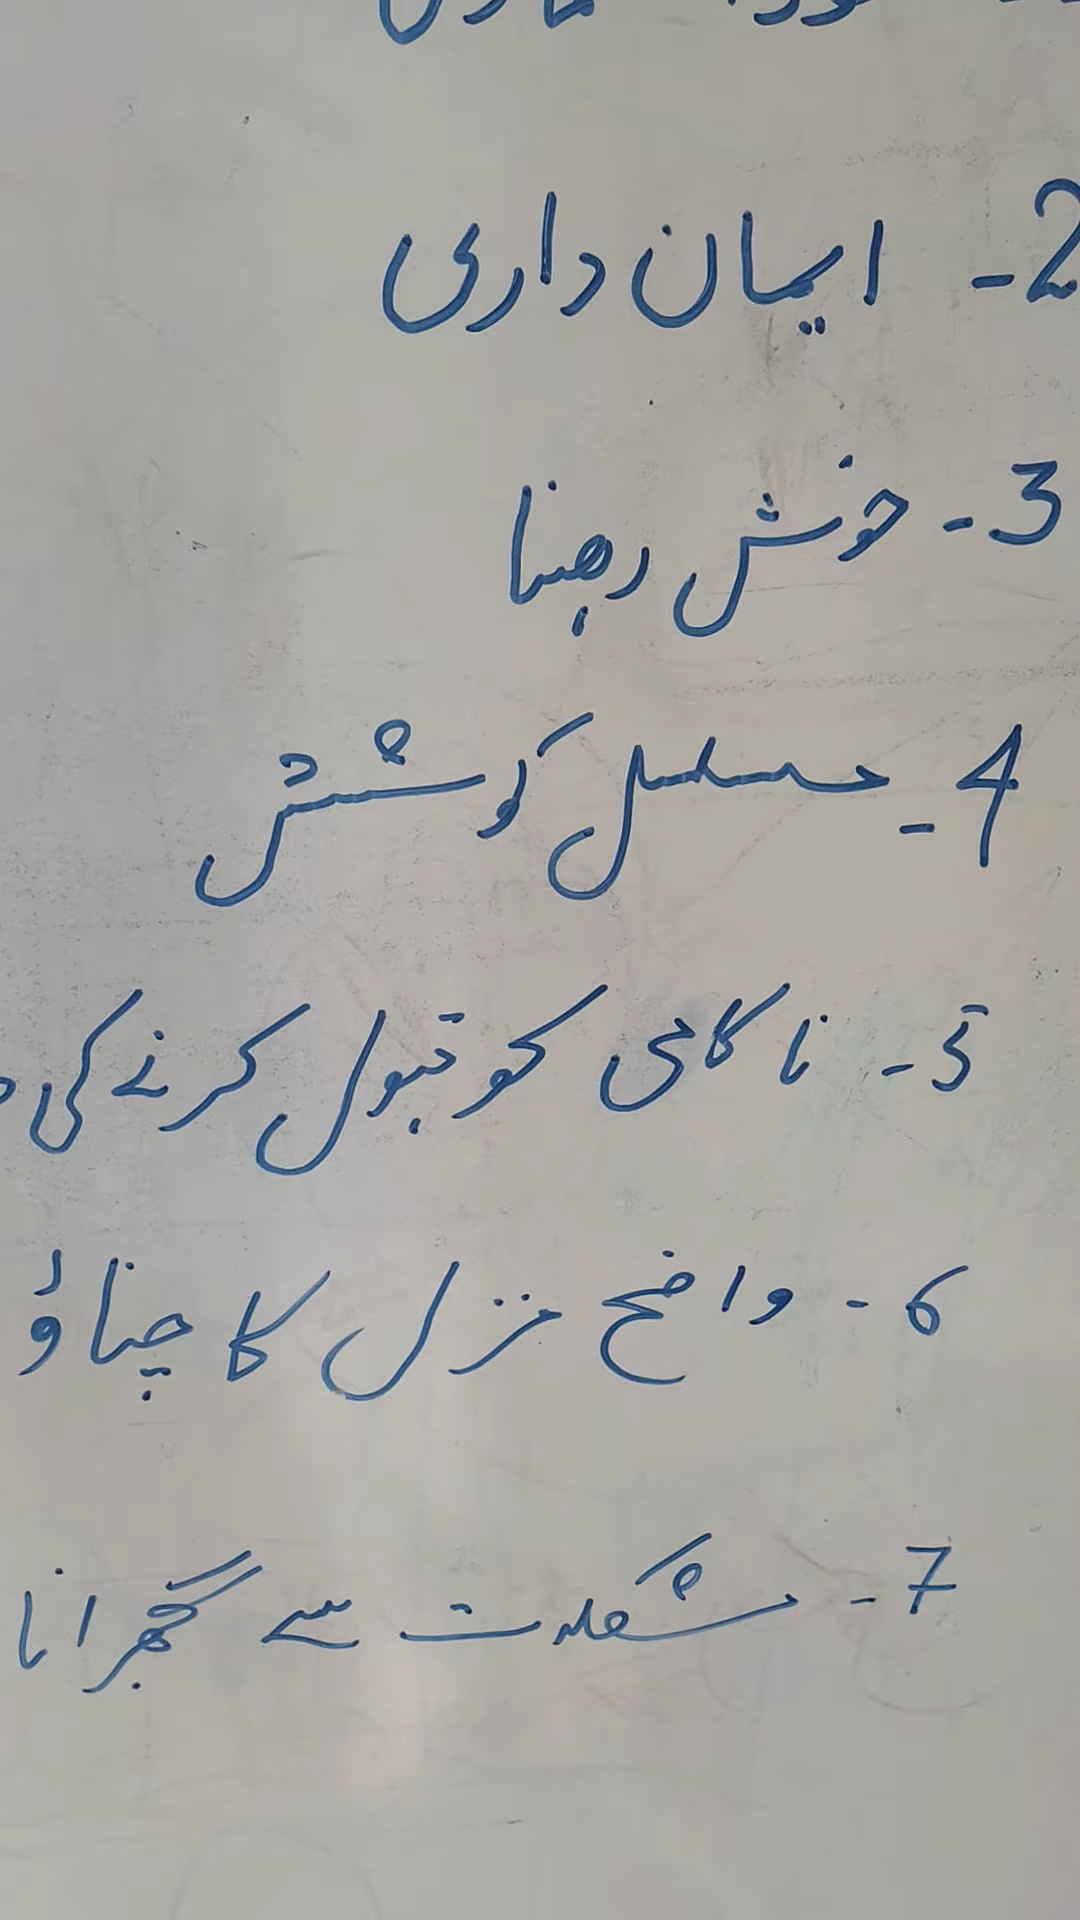 2- ایمان داری
3- خوش رہنا
4- مسلسل کوشش
5- ناکامی کو قبول کرنے کی
6- واضح منزل کا چناؤ
7- مشکلات سے گھبرانا